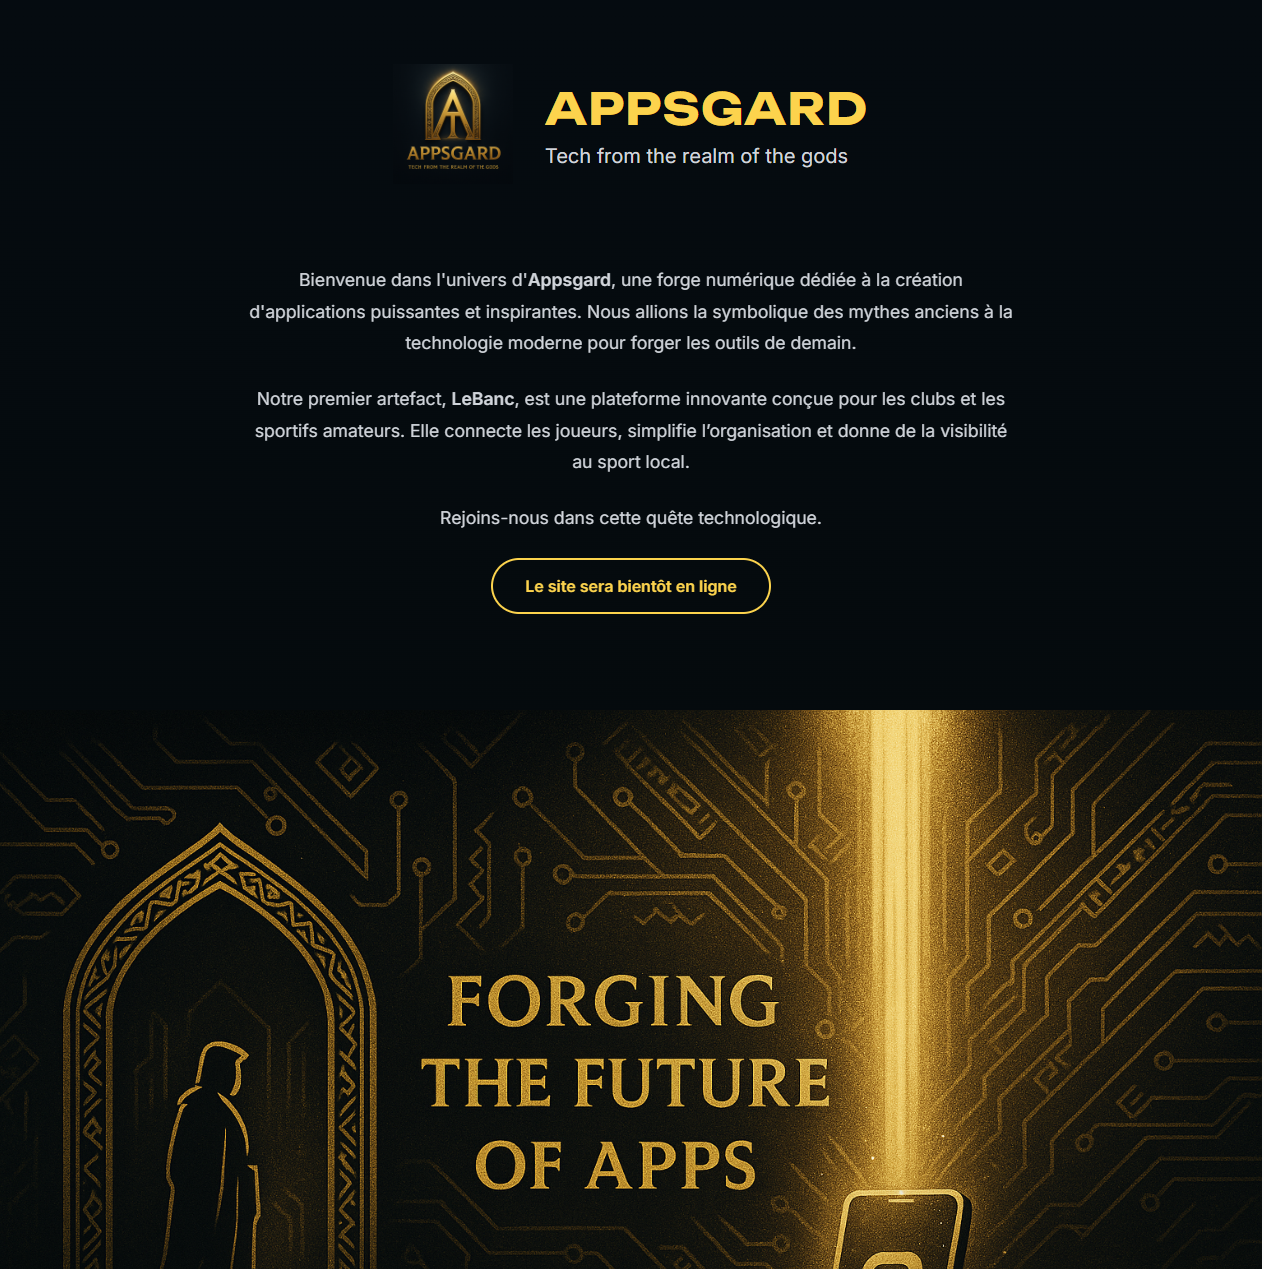 APPSGARD
TECH FROM THE REALM OF THE GODS
APPSGARD
Tech from the realm of the gods
Bienvenue dans l'univers d'Appsgard, une forge numérique dédiée à la création
d'applications puissantes et inspirantes. Nous allions la symbolique des mythes anciens à la
technologie moderne pour forger les outils de demain.
Notre premier artefact, LeBanc, est une plateforme innovante conçue pour les clubs et les
sportifs amateurs. Elle connecte les joueurs, simplifie l’organisation et donne de la visibilité
au sport local.
Rejoins-nous dans cette quête technologique.
Le site sera bientôt en ligne
FORGING
THE FUTURE
OF APPS